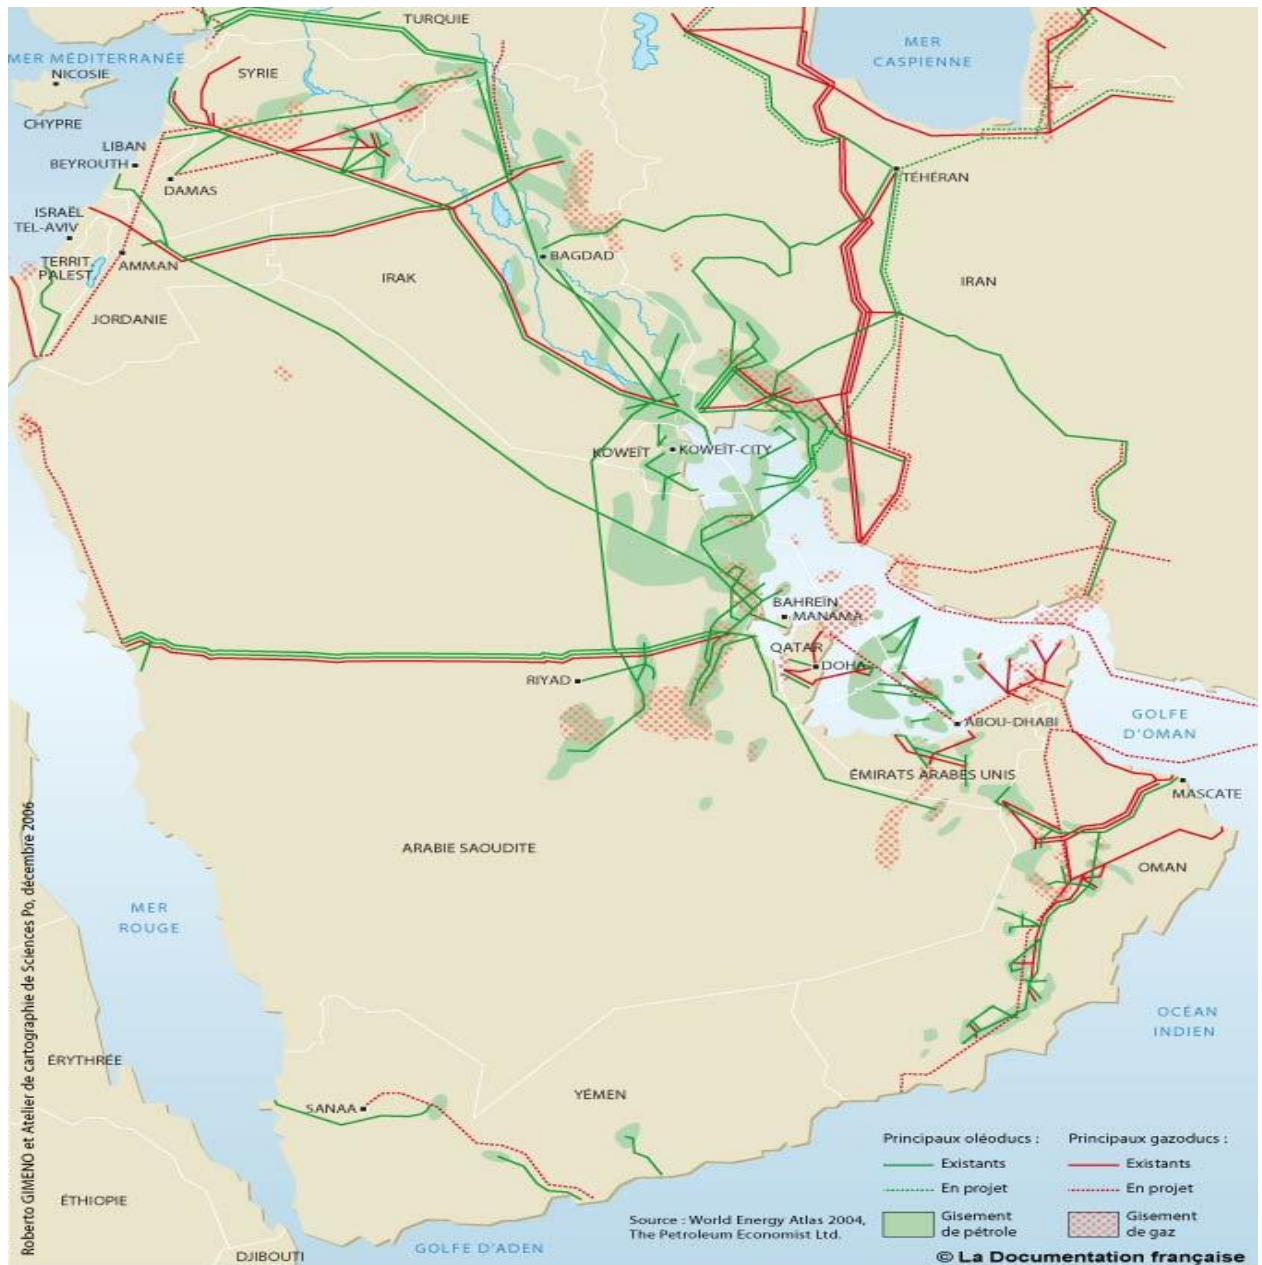 TURQUIE
MER
CASPIENNE
MER MÉDITERRANÉE
NICOSIE
SYRIE
CHYPRE
LIBAN
BEYROUTH
TÉHÉRAN
DAMAS
ISRAËL
TEL-AVIV
TERRIT.
PALEST.
AMMAN
BAGDAD
IRAK
IRAN
JORDANIE
KOWEÏT
KOWEÏT-CITY
BAHREÏN
MANAMA
QATAR
DOHA
RIYAD
ABOU-DHABI
GOLFE
D'OMAN
ÉMIRATS ARABES UNIS
MASCATE
ARABIE SAOUDITE
OMAN
MER
ROUGE
OCÉAN
INDIEN
ÉRYTHRÉE
YÉMEN
SANAA
ÉTHIOPIE
DJIBOUTI
GOLFE D'ADEN
Roberto GIMENO et Atelier de cartographie de Sciences Po, décembre 2006
Principaux oléoducs :
Existants
En projet
Gisement
de pétrole
Principaux gazoducs :
Existants
En projet
Gisement
de gaz
Source : World Energy Atlas 2004,
The Petroleum Economist Ltd.
© La Documentation française